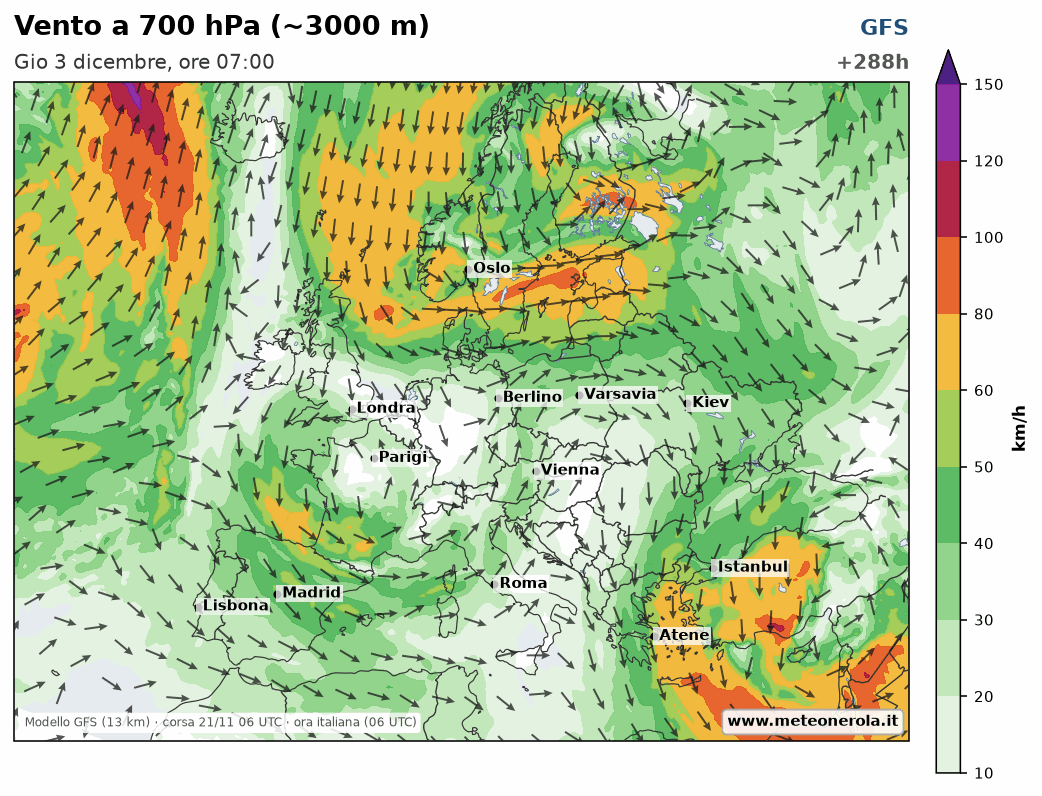 Vento a 700 hPa (~3000 m)
GFS
Gio 3 dicembre, ore 07:00
+288h
150
120
100
80
60
50
40
30
20
10
km/h
Oslo
Berlino
Varsavia
Kiev
Londra
Parigi
Vienna
Istanbul
Roma
Madrid
Lisbona
Atene
Modello GFS (13 km) · corsa 21/11 06 UTC · ora italiana (06 UTC)
www.meteonerola.it